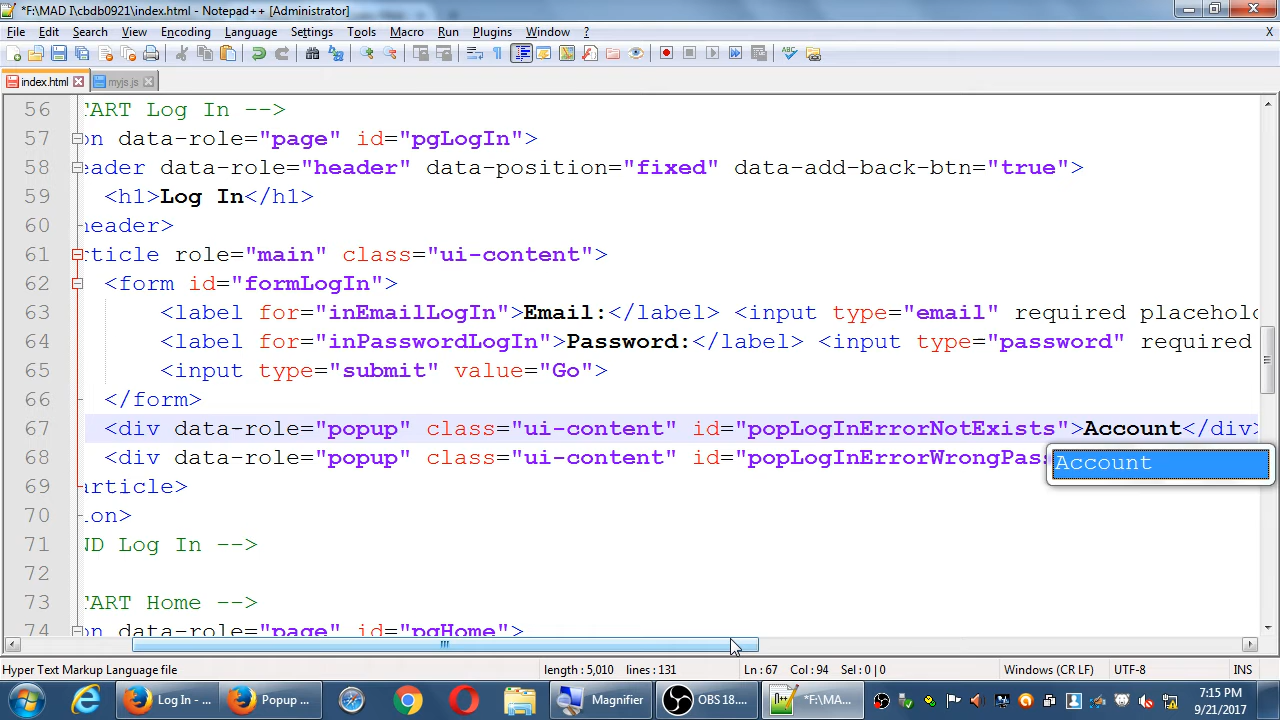 *F:\MAD I\cbdb0921\index.html - Notepad++ [Administrator]
File Edit Search View Encoding Language Settings Tools Macro Run Plugins Window ? X
index.html myjs.js
56 TART Log In -->
57 on data-role="page" id="pgLogIn">
58 eader data-role="header" data-position="fixed" data-add-back-btn="true">
59 <h1>Log In</h1>
60 header>
61 rticle role="main" class="ui-content">
62 <form id="formLogIn">
63 <label for="inEmailLogIn">Email:</label> <input type="email" required placeholo
64 <label for="inPasswordLogIn">Password:</label> <input type="password" required
65 <input type="submit" value="Go">
66 </form>
67 <div data-role="popup" class="ui-content" id="popLogInErrorNotExists">Account</div>
68 <div data-role="popup" class="ui-content" id="popLogInErrorWrongPass
Account
69 article>
70 ion>
71 ND Log In -->
72
73 TART Home -->
74 on data-role="page" id="pgHome">
Hyper Text Markup Language file length : 5,010 lines : 131 Ln : 67 Col : 94 Sel : 0 | 0 Windows (CR LF) UTF-8 INS
Log In - ... Popup ... Magnifier OBS 18.... *F:\MA... 7:15 PM
9/21/2017